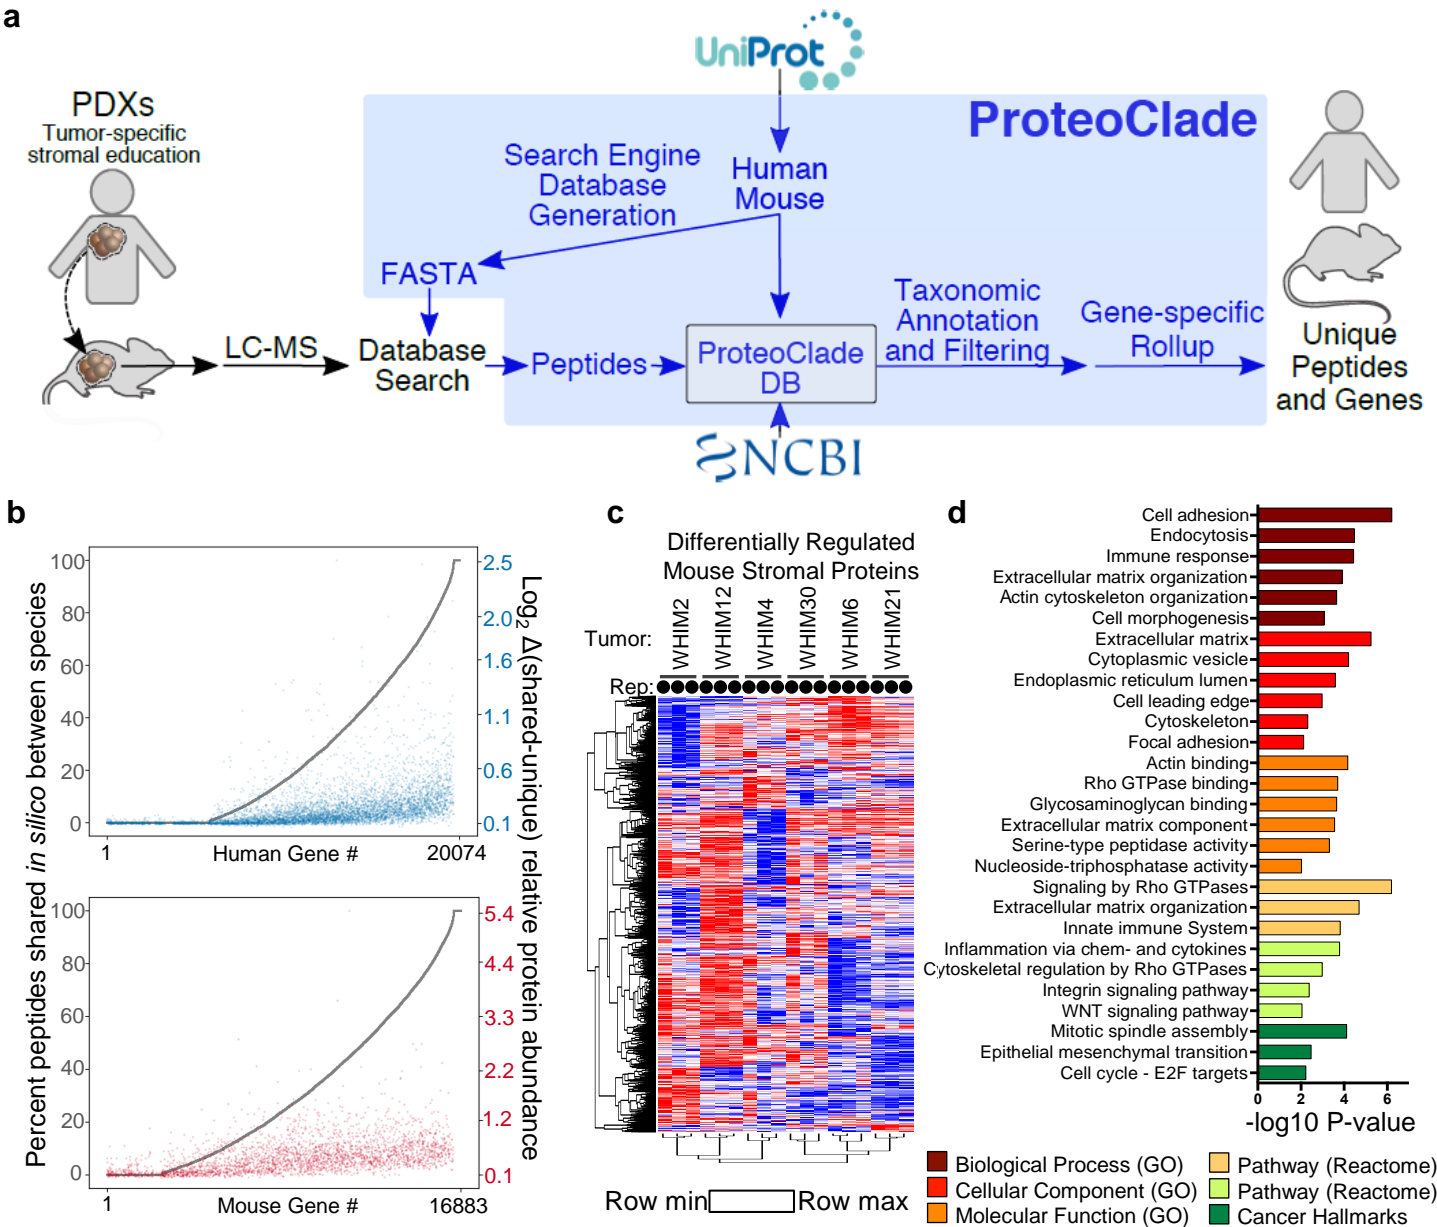 a
UniProt
ProteoClade
PDXs
Tumor-specific
stromal education
Search Engine
Database
Generation
Human
Mouse
FASTA
LC-MS
Database
Search
Peptides
ProteoClade
DB
Taxonomic
Annotation
and Filtering
Gene-specific
Rollup
Unique
Peptides
and Genes
NCBI
b
Percent peptides shared in silico between species
Log2 Δ(shared-unique) relative protein abundance
100
80
60
40
20
0
2.5
2.0
1.6
1.1
0.6
0.1
1
Human Gene #
20074
100
80
60
40
20
0
5.4
4.4
3.3
2.2
1.2
0.1
1
Mouse Gene #
16883
c
Differentially Regulated
Mouse Stromal Proteins
Tumor:
WHIM2
WHIM12
WHIM4
WHIM30
WHIM6
WHIM21
Rep:
Row min
Row max
d
Cell adhesion
Endocytosis
Immune response
Extracellular matrix organization
Actin cytoskeleton organization
Cell morphogenesis
Extracellular matrix
Cytoplasmic vesicle
Endoplasmic reticulum lumen
Cell leading edge
Cytoskeleton
Focal adhesion
Actin binding
Rho GTPase binding
Glycosaminoglycan binding
Extracellular matrix component
Serine-type peptidase activity
Nucleoside-triphosphatase activity
Signaling by Rho GTPases
Extracellular matrix organization
Innate immune System
Inflammation via chem- and cytokines
Cytoskeletal regulation by Rho GTPases
Integrin signaling pathway
WNT signaling pathway
Mitotic spindle assembly
Epithelial mesenchymal transition
Cell cycle - E2F targets
0 2 4 6
-log10 P-value
Biological Process (GO)
Cellular Component (GO)
Molecular Function (GO)
Pathway (Reactome)
Pathway (Reactome)
Cancer Hallmarks